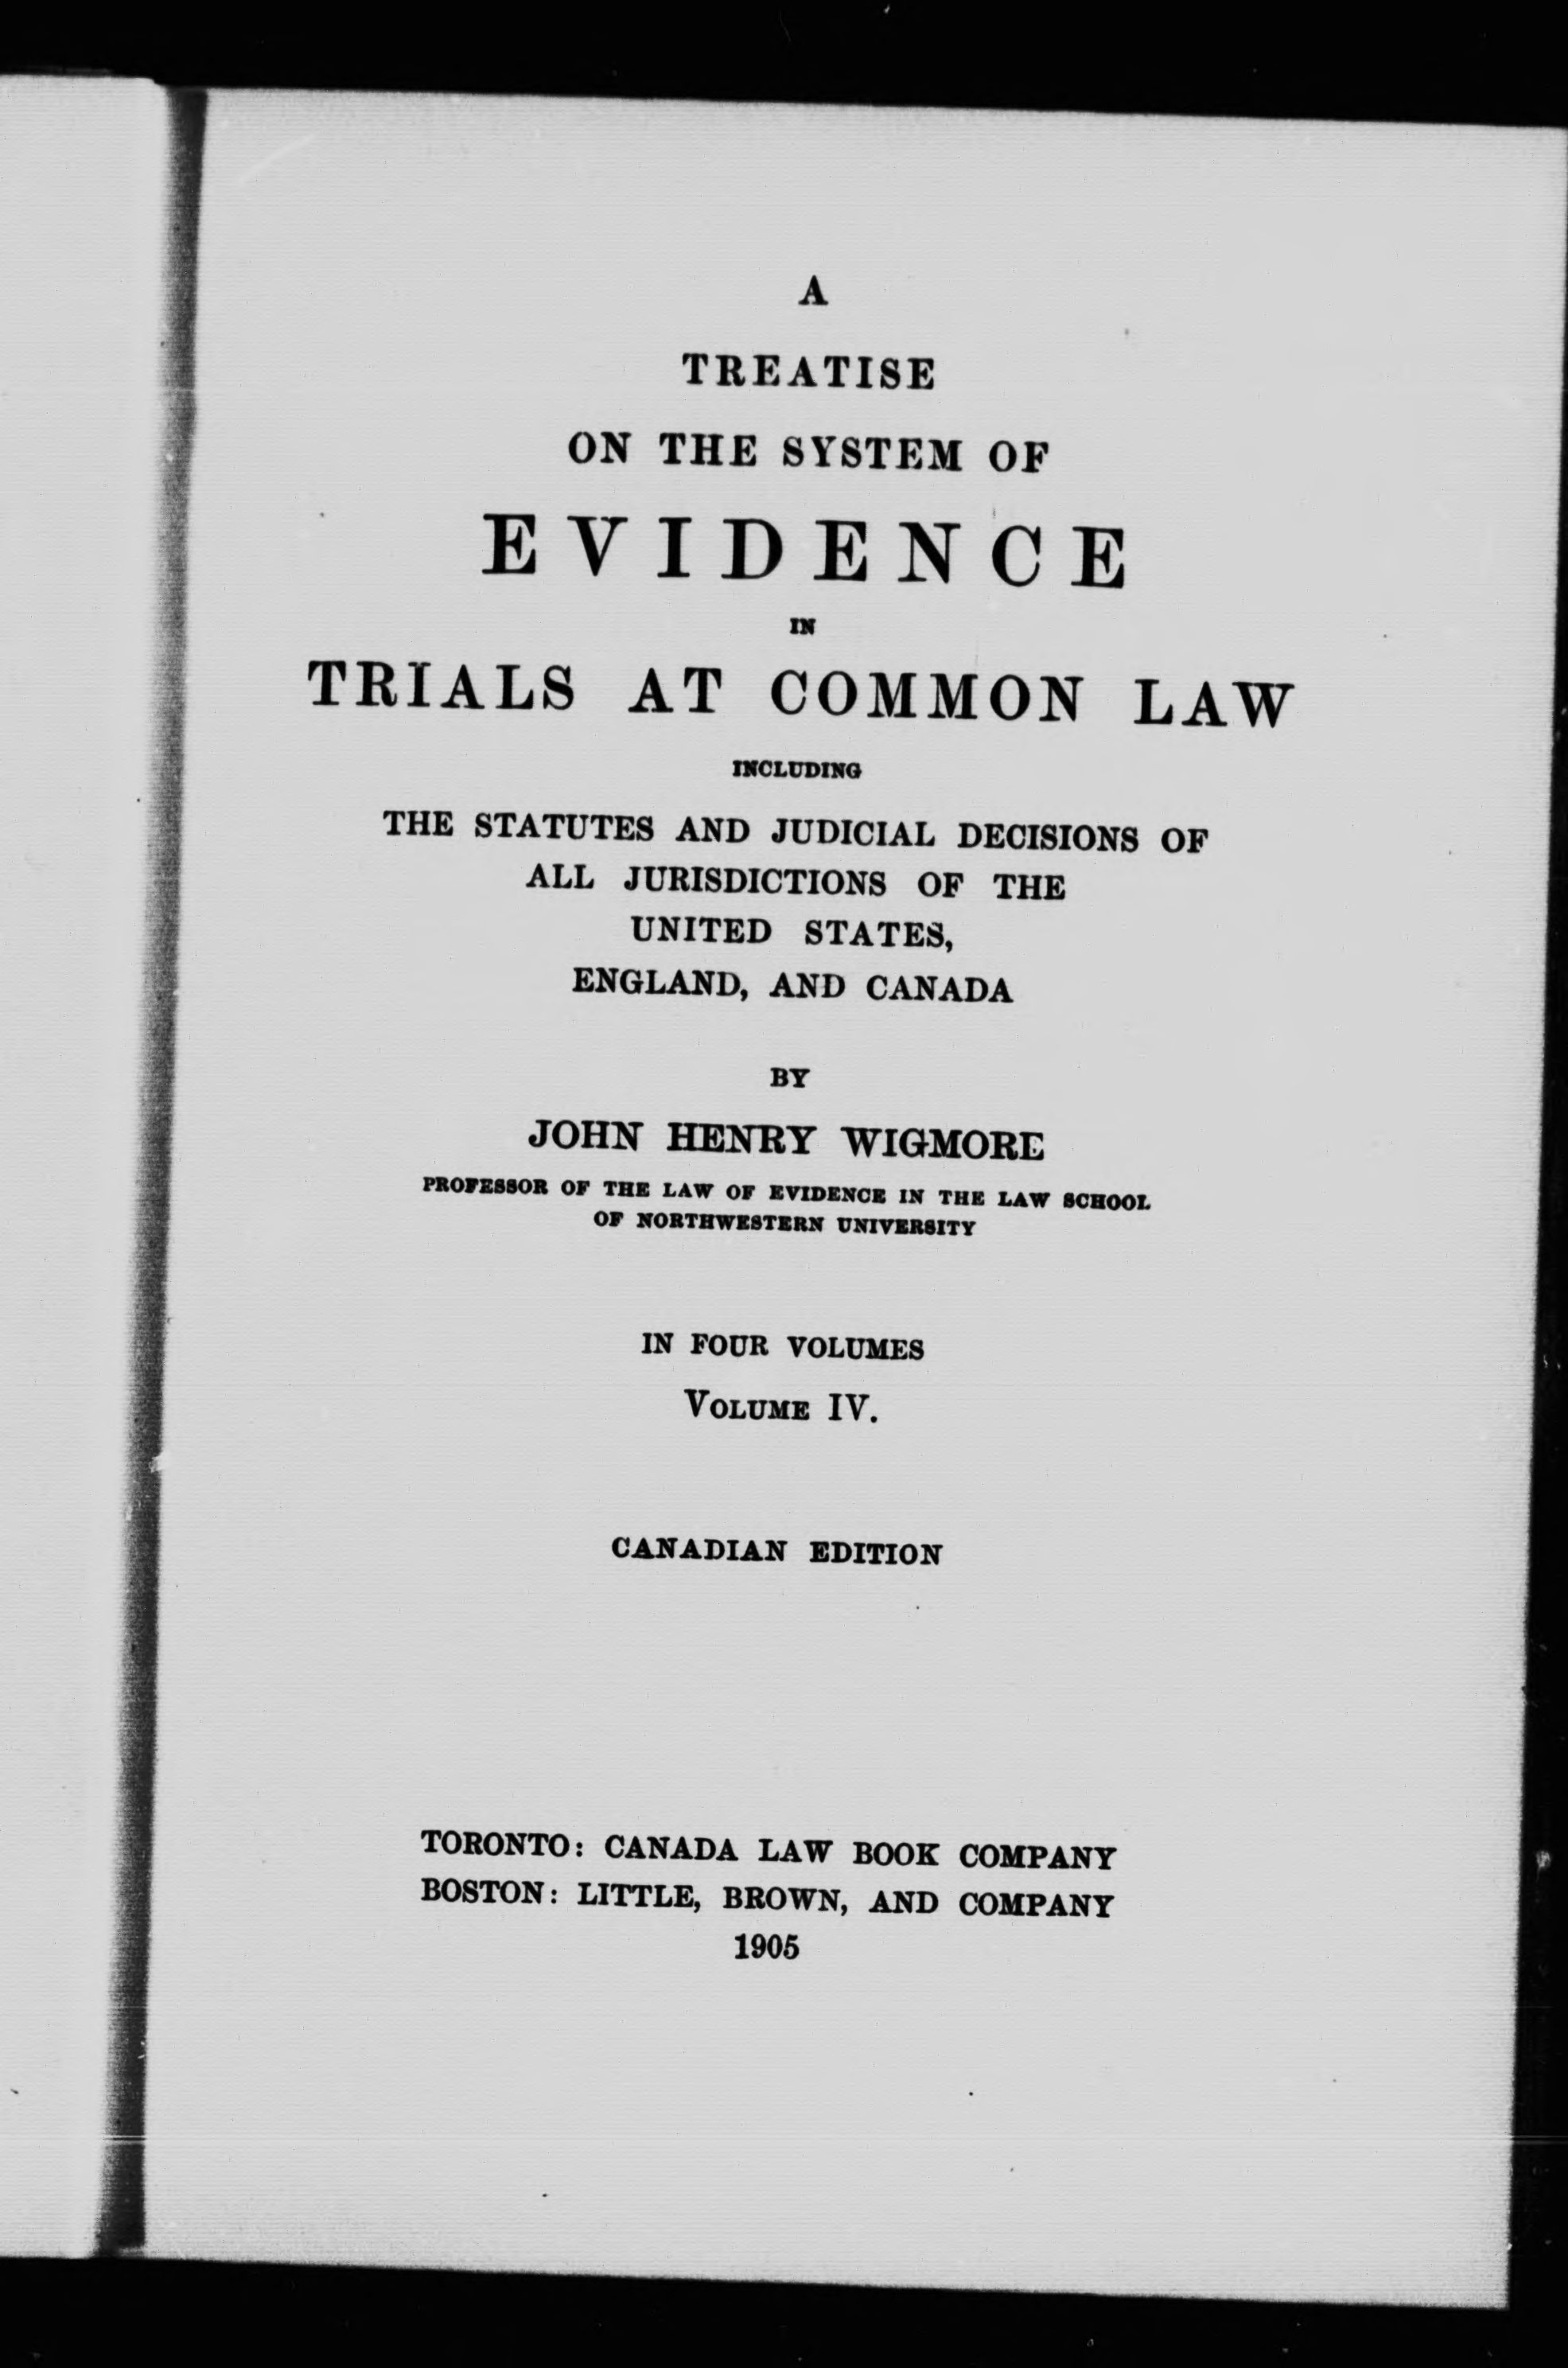 A
TREATISE
ON THE SYSTEM OF
EVIDENCE
IN
TRIALS AT COMMON LAW
INCLUDING
THE STATUTES AND JUDICIAL DECISIONS OF
ALL JURISDICTIONS OF THE
UNITED STATES,
ENGLAND, AND CANADA
BY
JOHN HENRY WIGMORE
PROFESSOR OF THE LAW OF EVIDENCE IN THE LAW SCHOOL
OF NORTHWESTERN UNIVERSITY
IN FOUR VOLUMES
VOLUME IV.
CANADIAN EDITION
TORONTO: CANADA LAW BOOK COMPANY
BOSTON: LITTLE, BROWN, AND COMPANY
1905